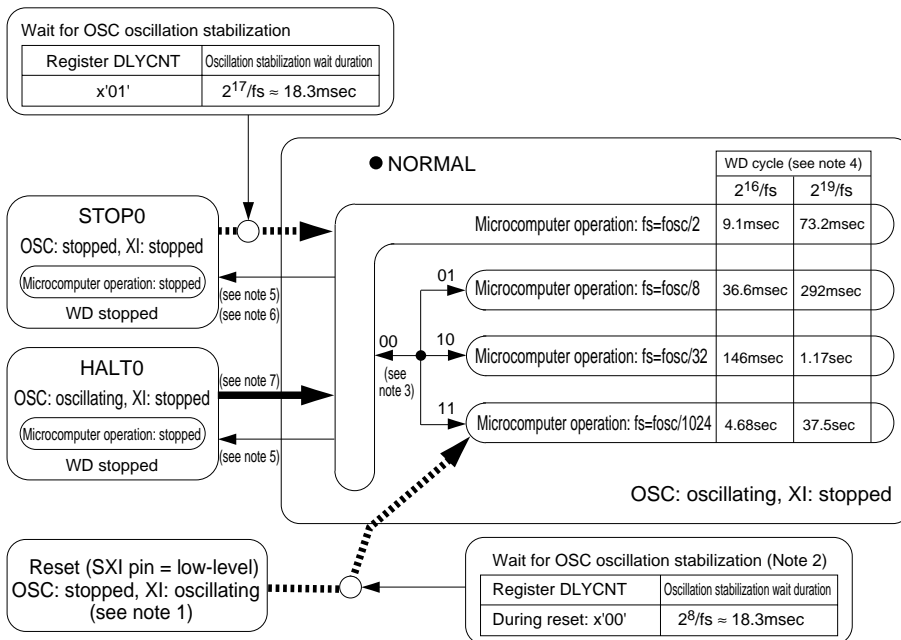 Wait for OSC oscillation stabilization
Register DLYCNT Oscillation stabilization wait duration
x'01' 2^17/fs ≈ 18.3msec
● NORMAL
WD cycle (see note 4)
2^16/fs 2^19/fs
Microcomputer operation: fs=fosc/2 9.1msec 73.2msec
01 Microcomputer operation: fs=fosc/8 36.6msec 292msec
00 10 Microcomputer operation: fs=fosc/32 146msec 1.17sec
(see
note 3)
11 Microcomputer operation: fs=fosc/1024 4.68sec 37.5sec
OSC: oscillating, XI: stopped
STOP0
OSC: stopped, XI: stopped
Microcomputer operation: stopped
WD stopped
(see note 5)
(see note 6)
HALT0
OSC: oscillating, XI: stopped
Microcomputer operation: stopped
WD stopped
(see note 7)
(see note 5)
Reset (SXI pin = low-level)
OSC: stopped, XI: oscillating
(see note 1)
Wait for OSC oscillation stabilization (Note 2)
Register DLYCNT Oscillation stabilization wait duration
During reset: x'00' 2^8/fs ≈ 18.3msec